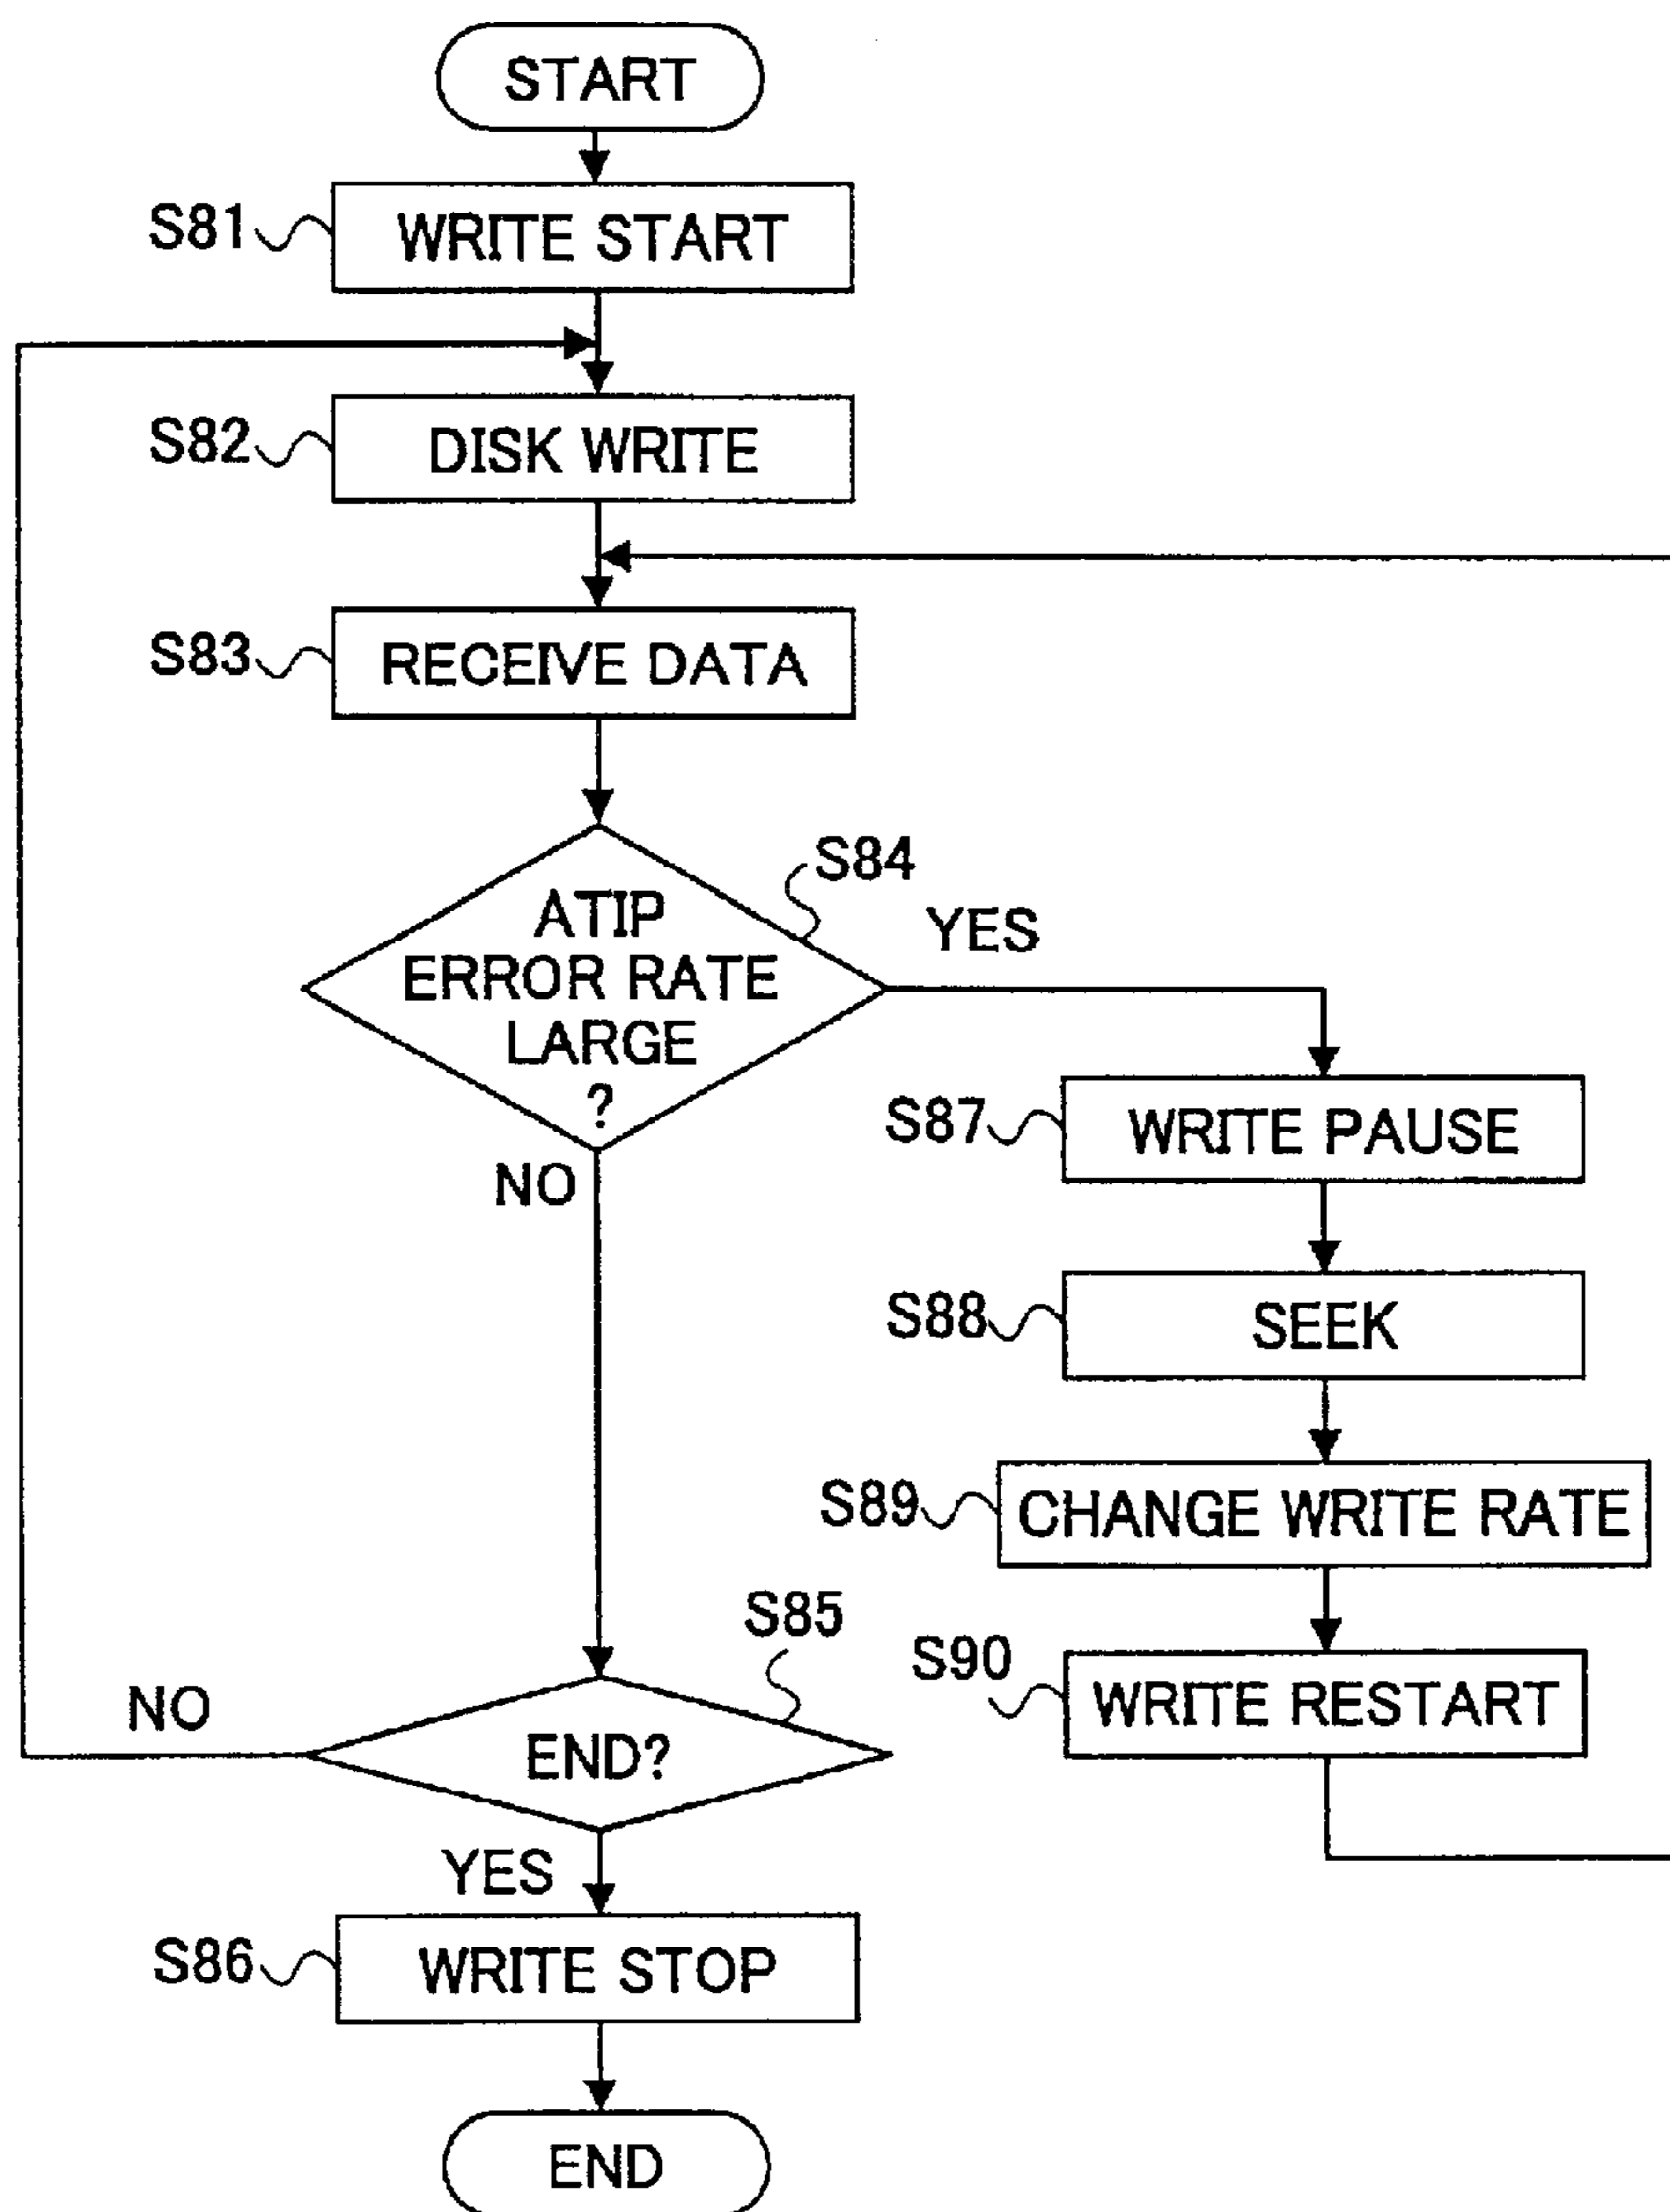 START
S81
WRITE START
S82
DISK WRITE
S83
RECEIVE DATA
S84
ATIP
ERROR RATE
LARGE
?
YES
NO
S87
WRITE PAUSE
S88
SEEK
S89
CHANGE WRITE RATE
S90
WRITE RESTART
S85
END?
NO
YES
S86
WRITE STOP
END